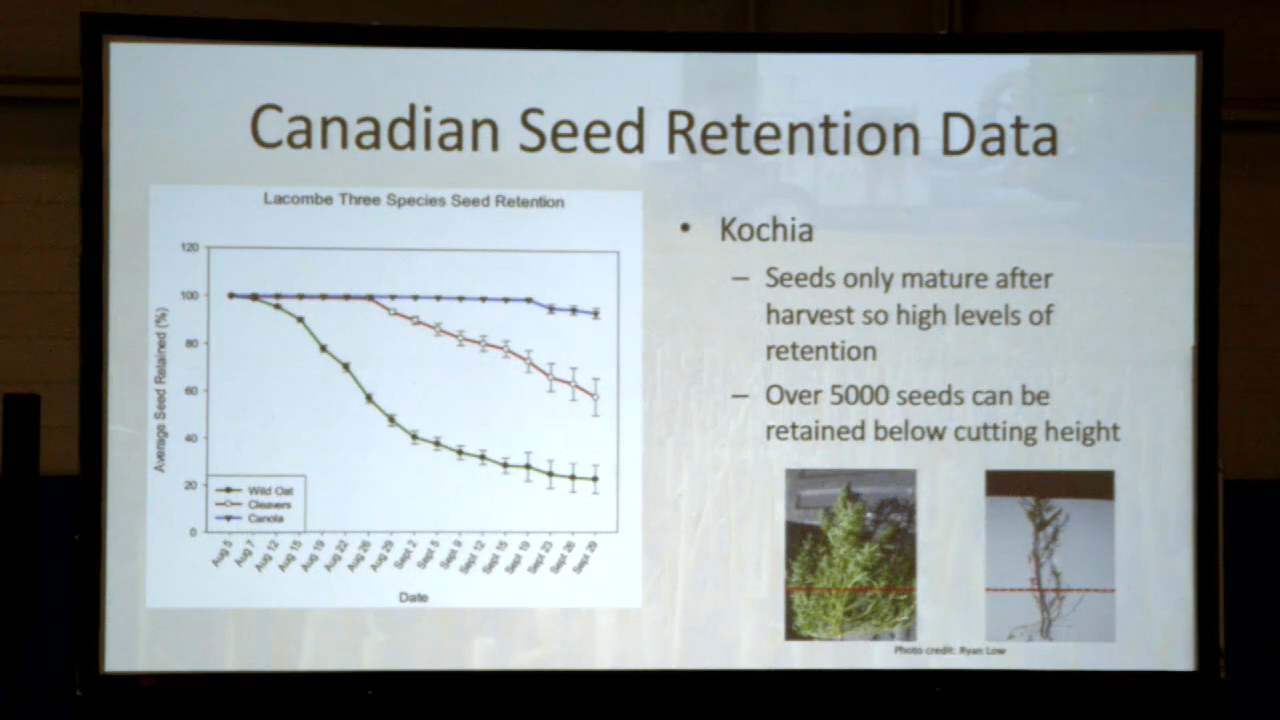 Canadian Seed Retention Data
Lacombe Three Species Seed Retention
Average Seed Retained (%)
120
100
80
60
40
20
0
Wild Oat
Cleavers
Canola
Aug 5
Aug 7
Aug 12
Aug 15
Aug 19
Aug 22
Aug 26
Aug 29
Sept 2
Sept 5
Sept 9
Sept 12
Sept 15
Sept 19
Sept 23
Sept 26
Sept 29
Date
• Kochia
– Seeds only mature after
harvest so high levels of
retention
– Over 5000 seeds can be
retained below cutting height
Photo credit: Ryan Low